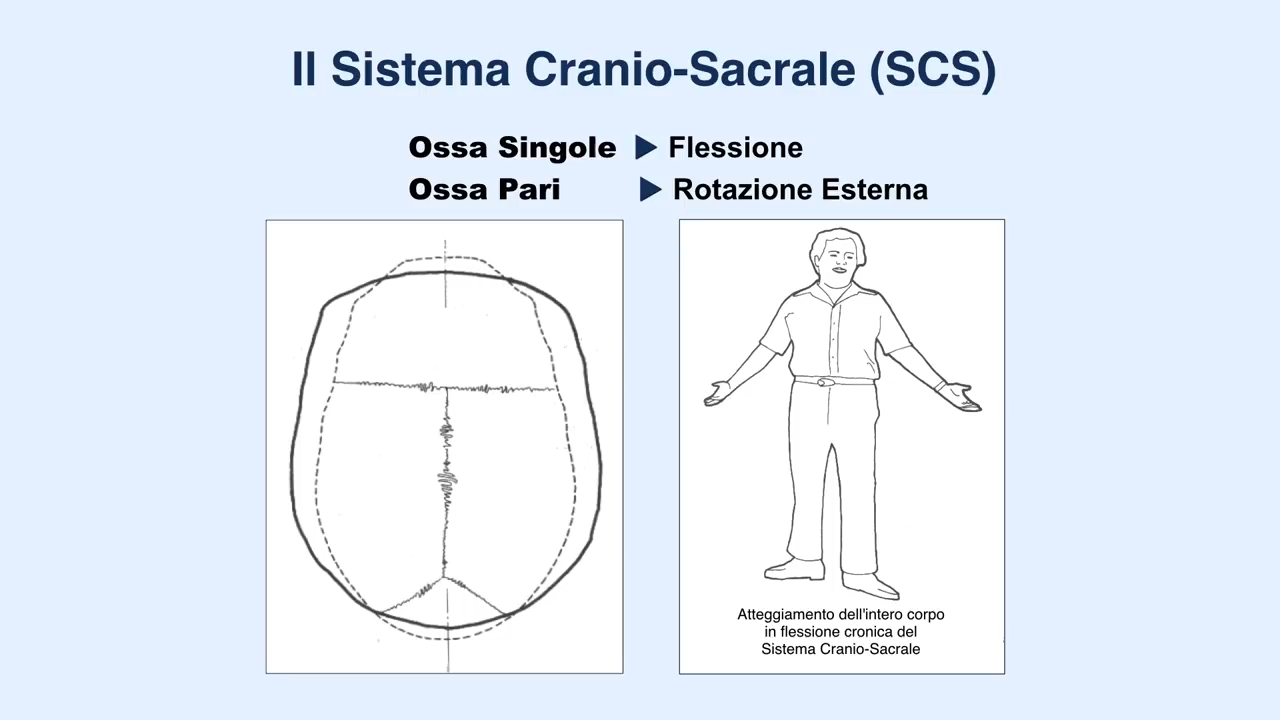 Il Sistema Cranio-Sacrale (SCS)
Ossa Singole ▶ Flessione
Ossa Pari ▶ Rotazione Esterna
Atteggiamento dell'intero corpo
in flessione cronica del
Sistema Cranio-Sacrale